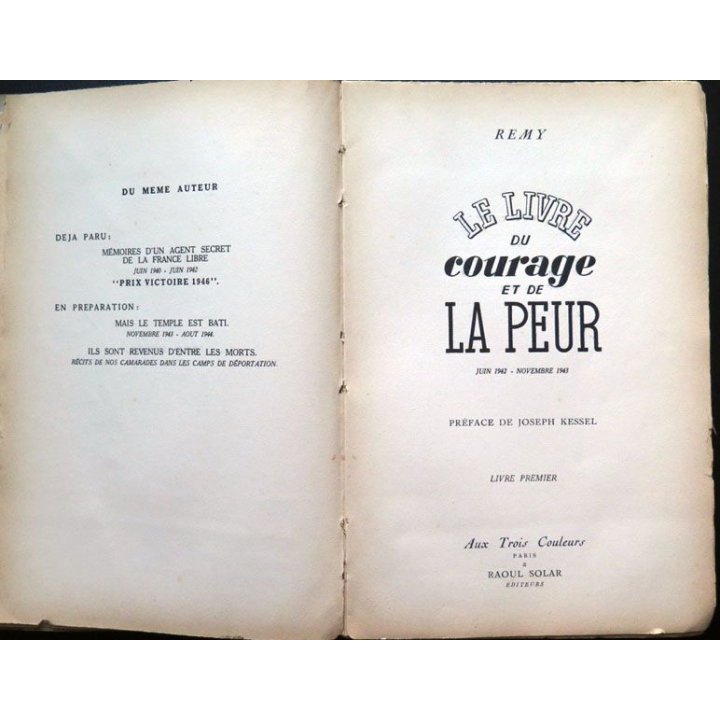 DU MEME AUTEUR
DEJA PARU :
MÉMOIRES D'UN AGENT SECRET
DE LA FRANCE LIBRE
JUIN 1940 - JUIN 1942
"PRIX VICTOIRE 1946".
EN PREPARATION :
MAIS LE TEMPLE EST BATI.
NOVEMBRE 1943 - AOUT 1944.
ILS SONT REVENUS D'ENTRE LES MORTS.
RÉCITS DE NOS CAMARADES DANS LES CAMPS DE DÉPORTATION.
REMY
LE LIVRE
DU
courage
ET DE
LA PEUR
JUIN 1942 - NOVEMBRE 1943
PRÉFACE DE JOSEPH KESSEL
LIVRE PREMIER
Aux Trois Couleurs
PARIS
&
RAOUL SOLAR
ÉDITEURS